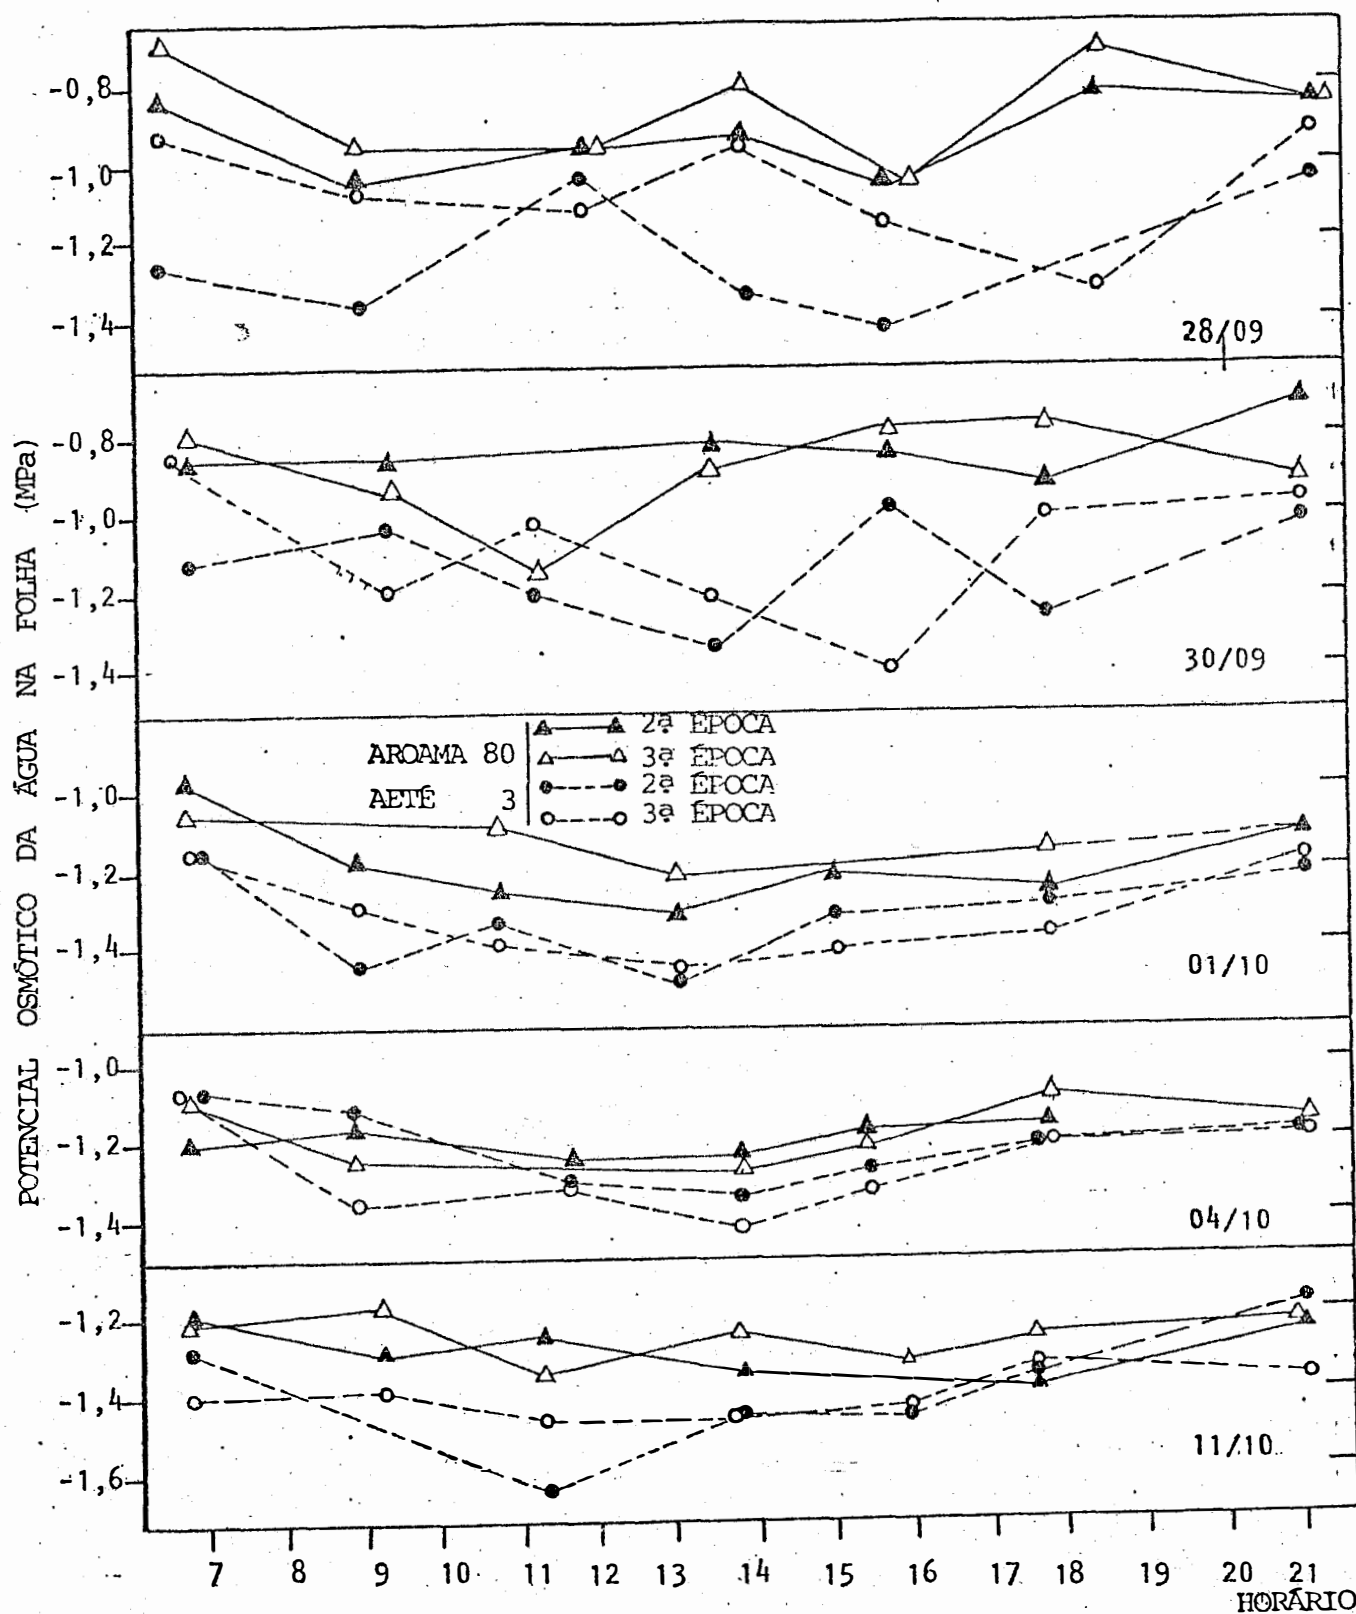 POTENCIAL OSMÓTICO DA ÁGUA NA FOLHA (MPa)
-0,8
-1,0
-1,2
-1,4
28/09
-0,8
-1,0
-1,2
-1,4
30/09
AROAMA 80
AETÉ 3
2ª ÉPOCA
3ª ÉPOCA
2ª ÉPOCA
3ª ÉPOCA
-1,0
-1,2
-1,4
01/10
-1,0
-1,2
-1,4
04/10
-1,2
-1,4
-1,6
11/10
7 8 9 10 11 12 13 14 15 16 17 18 19 20 21
HORÁRIO